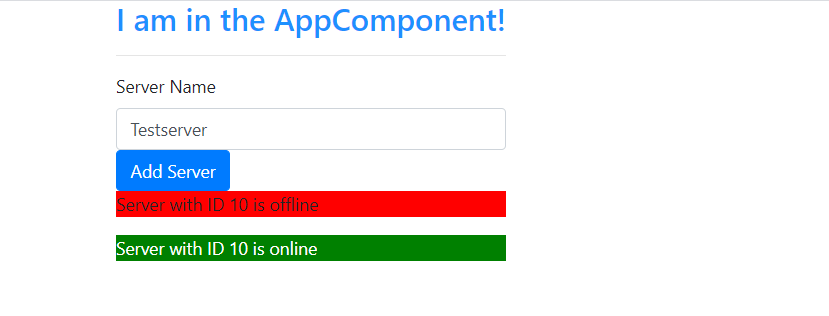 I am in the AppComponent!
Server Name
Testserver
Add Server
Server with ID 10 is offline
Server with ID 10 is online